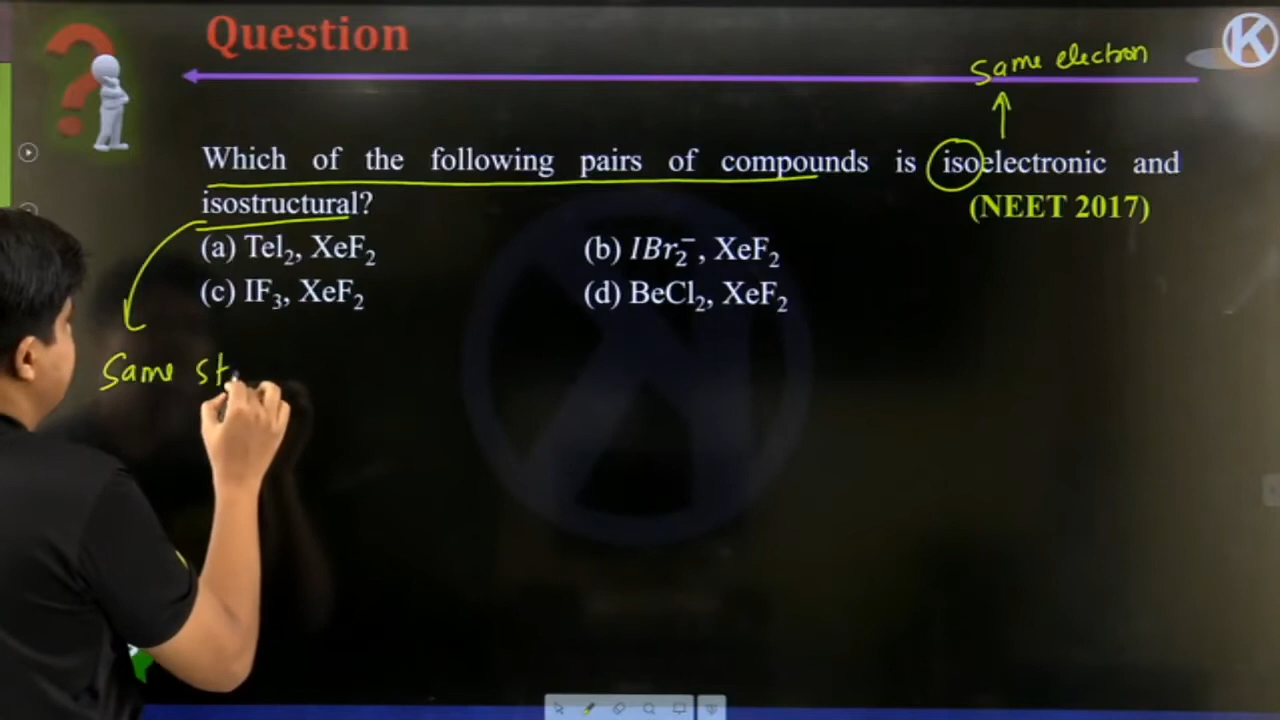 Question
same electron
Which of the following pairs of compounds is isoelectronic and
isostructural?
(NEET 2017)
(a) Tel₂, XeF₂
(b) IBr₂⁻, XeF₂
(c) IF₃, XeF₂
(d) BeCl₂, XeF₂
Same st
K